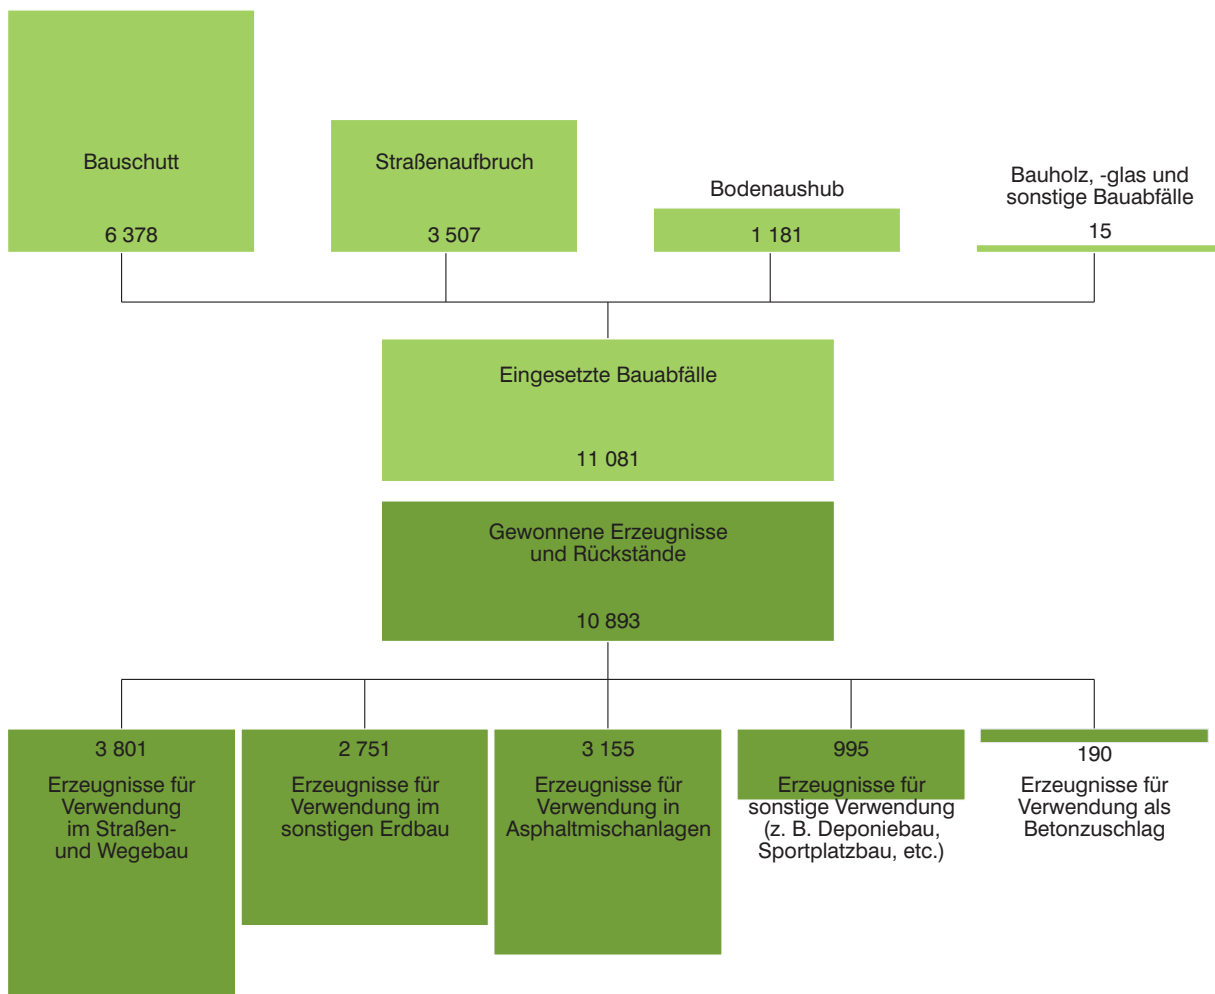 Bauschutt
6 378
Straßenaufbruch
3 507
Bodenaushub
1 181
Bauholz, -glas und
sonstige Bauabfälle
15
Eingesetzte Bauabfälle
11 081
Gewonnene Erzeugnisse
und Rückstände
10 893
3 801
Erzeugnisse für
Verwendung
im Straßen-
und Wegebau
2 751
Erzeugnisse für
Verwendung im
sonstigen Erdbau
3 155
Erzeugnisse für
Verwendung in
Asphaltmischanlagen
995
Erzeugnisse für
sonstige Verwendung
(z. B. Deponiebau,
Sportplatzbau, etc.)
190
Erzeugnisse für
Verwendung als
Betonzuschlag